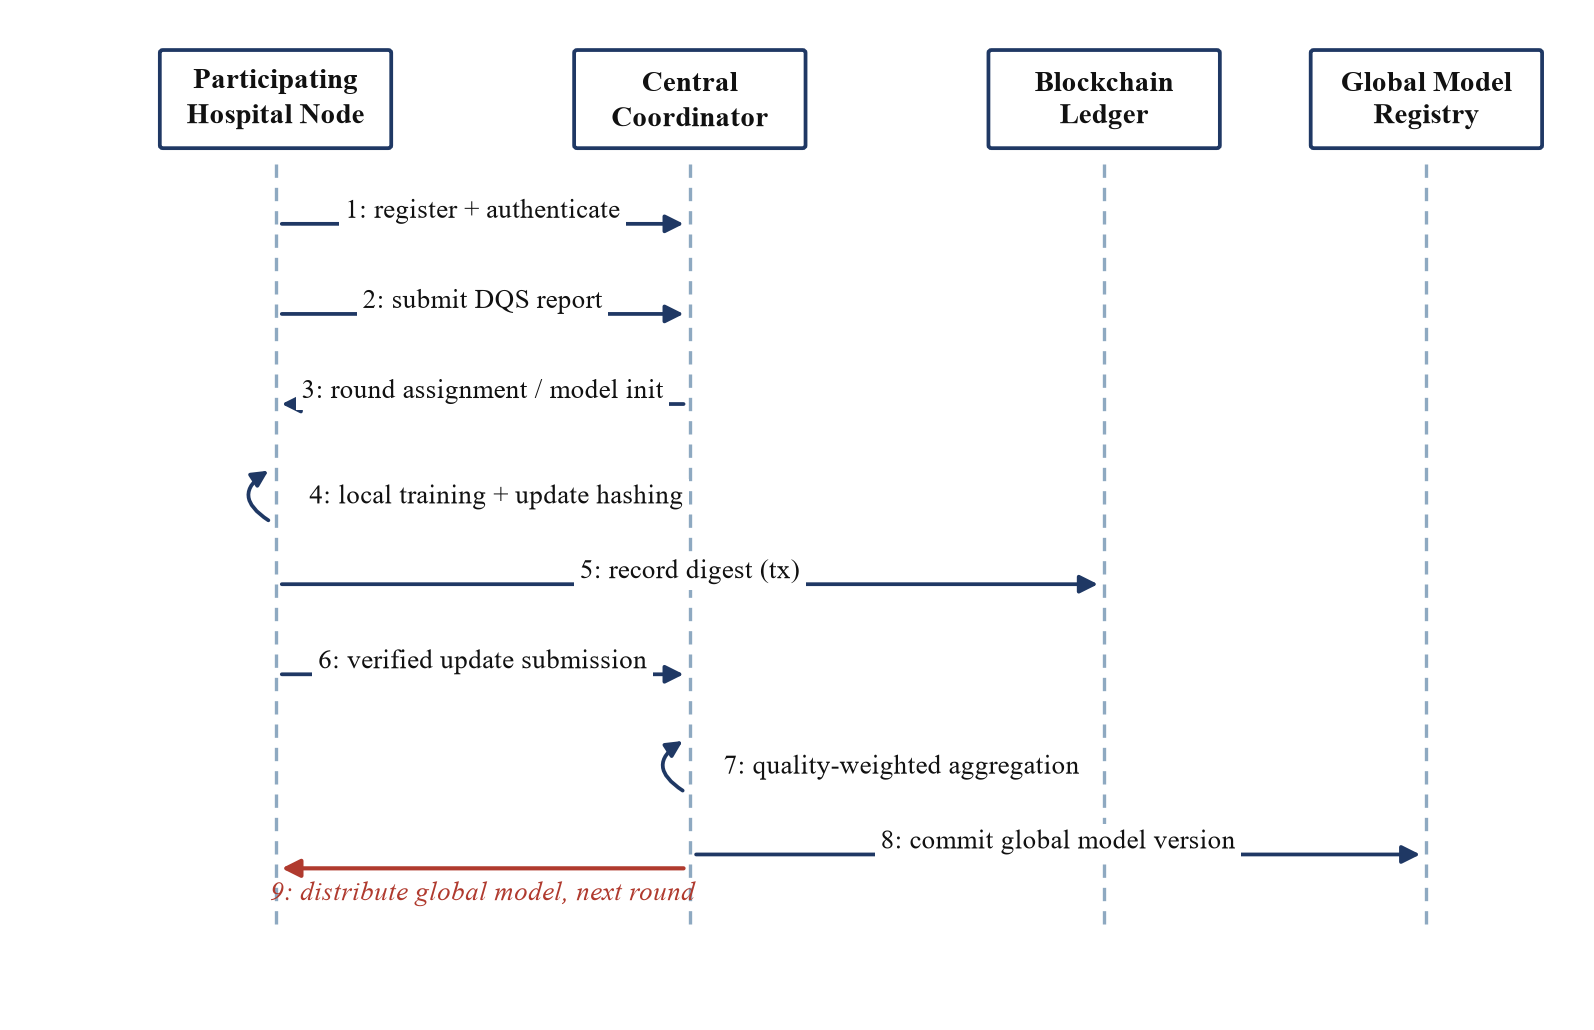 Participating
Hospital Node
Central
Coordinator
Blockchain
Ledger
Global Model
Registry
1: register + authenticate
2: submit DQS report
3: round assignment / model init
4: local training + update hashing
5: record digest (tx)
6: verified update submission
7: quality-weighted aggregation
8: commit global model version
9: distribute global model, next round